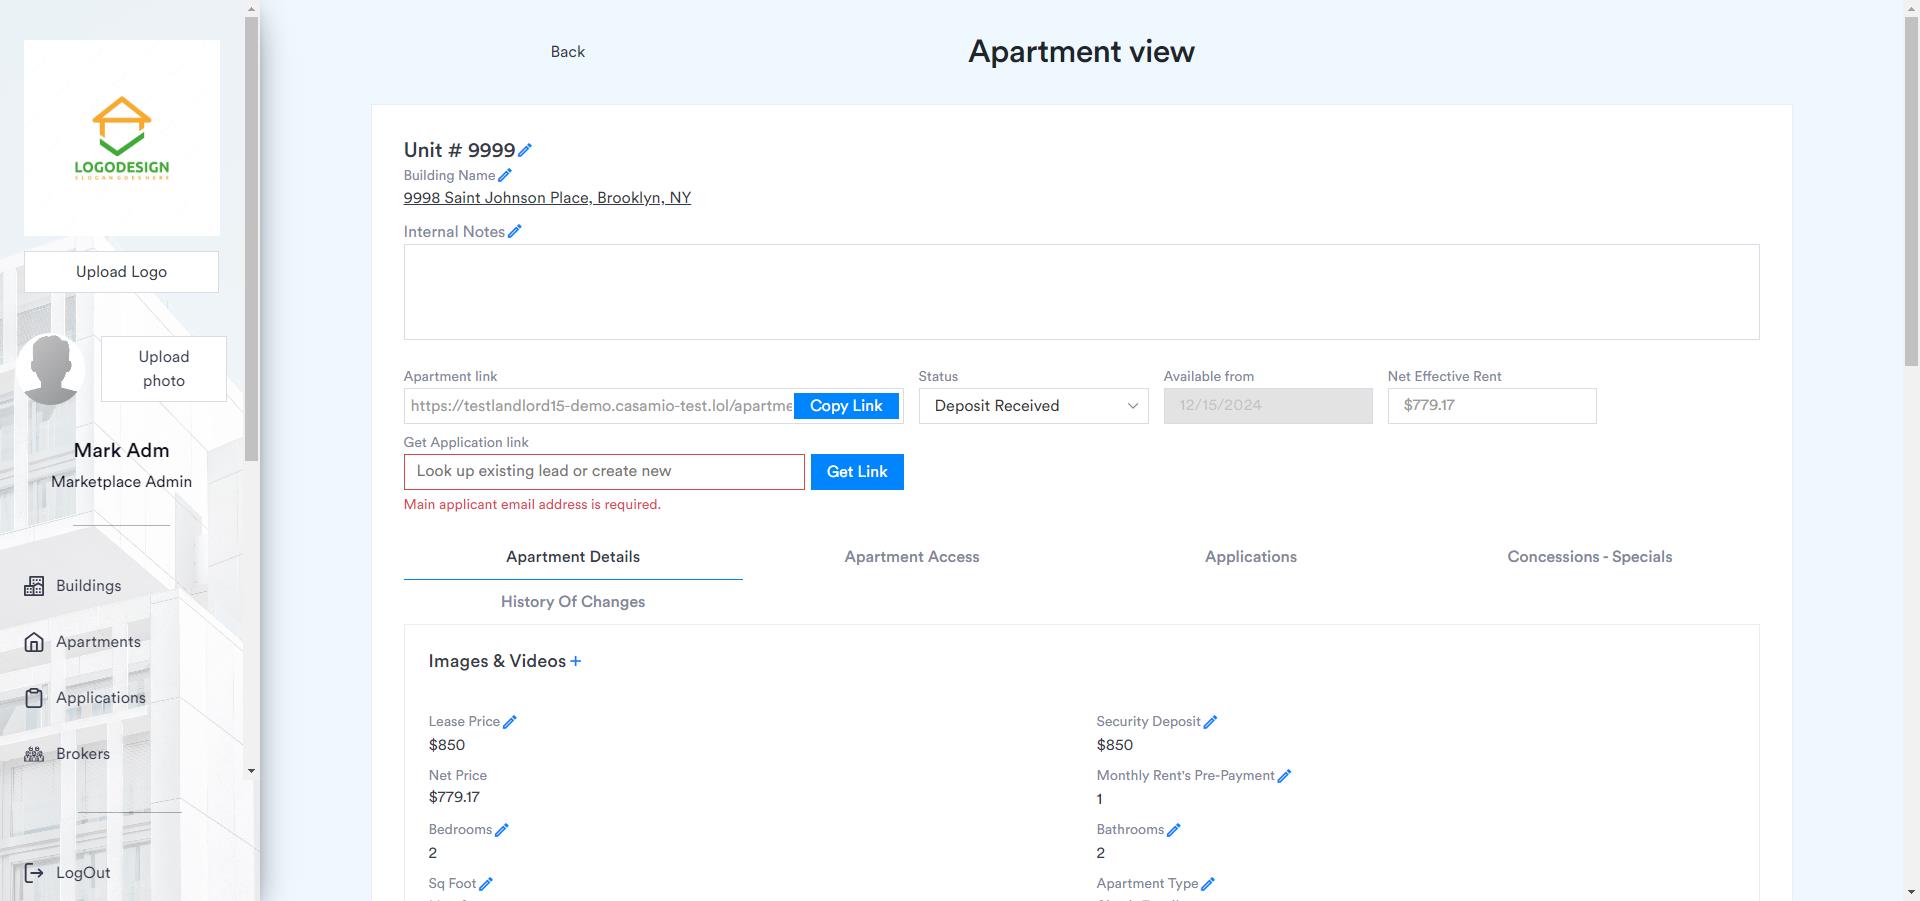 LOGODESIGN
SLOGAN GOES HERE
Upload Logo
Upload
photo
Mark Adm
Marketplace Admin
Buildings
Apartments
Applications
Brokers
LogOut
Back
Apartment view
Unit # 9999
Building Name
9998 Saint Johnson Place, Brooklyn, NY
Internal Notes
Apartment link
https://testlandlord15-demo.casamio-test.lol/apartme
Copy Link
Status
Deposit Received
Available from
12/15/2024
Net Effective Rent
$779.17
Get Application link
Look up existing lead or create new
Get Link
Main applicant email address is required.
Apartment Details
Apartment Access
Applications
Concessions - Specials
History Of Changes
Images & Videos +
Lease Price
$850
Security Deposit
$850
Net Price
$779.17
Monthly Rent's Pre-Payment
1
Bedrooms
2
Bathrooms
2
Sq Foot
Apartment Type